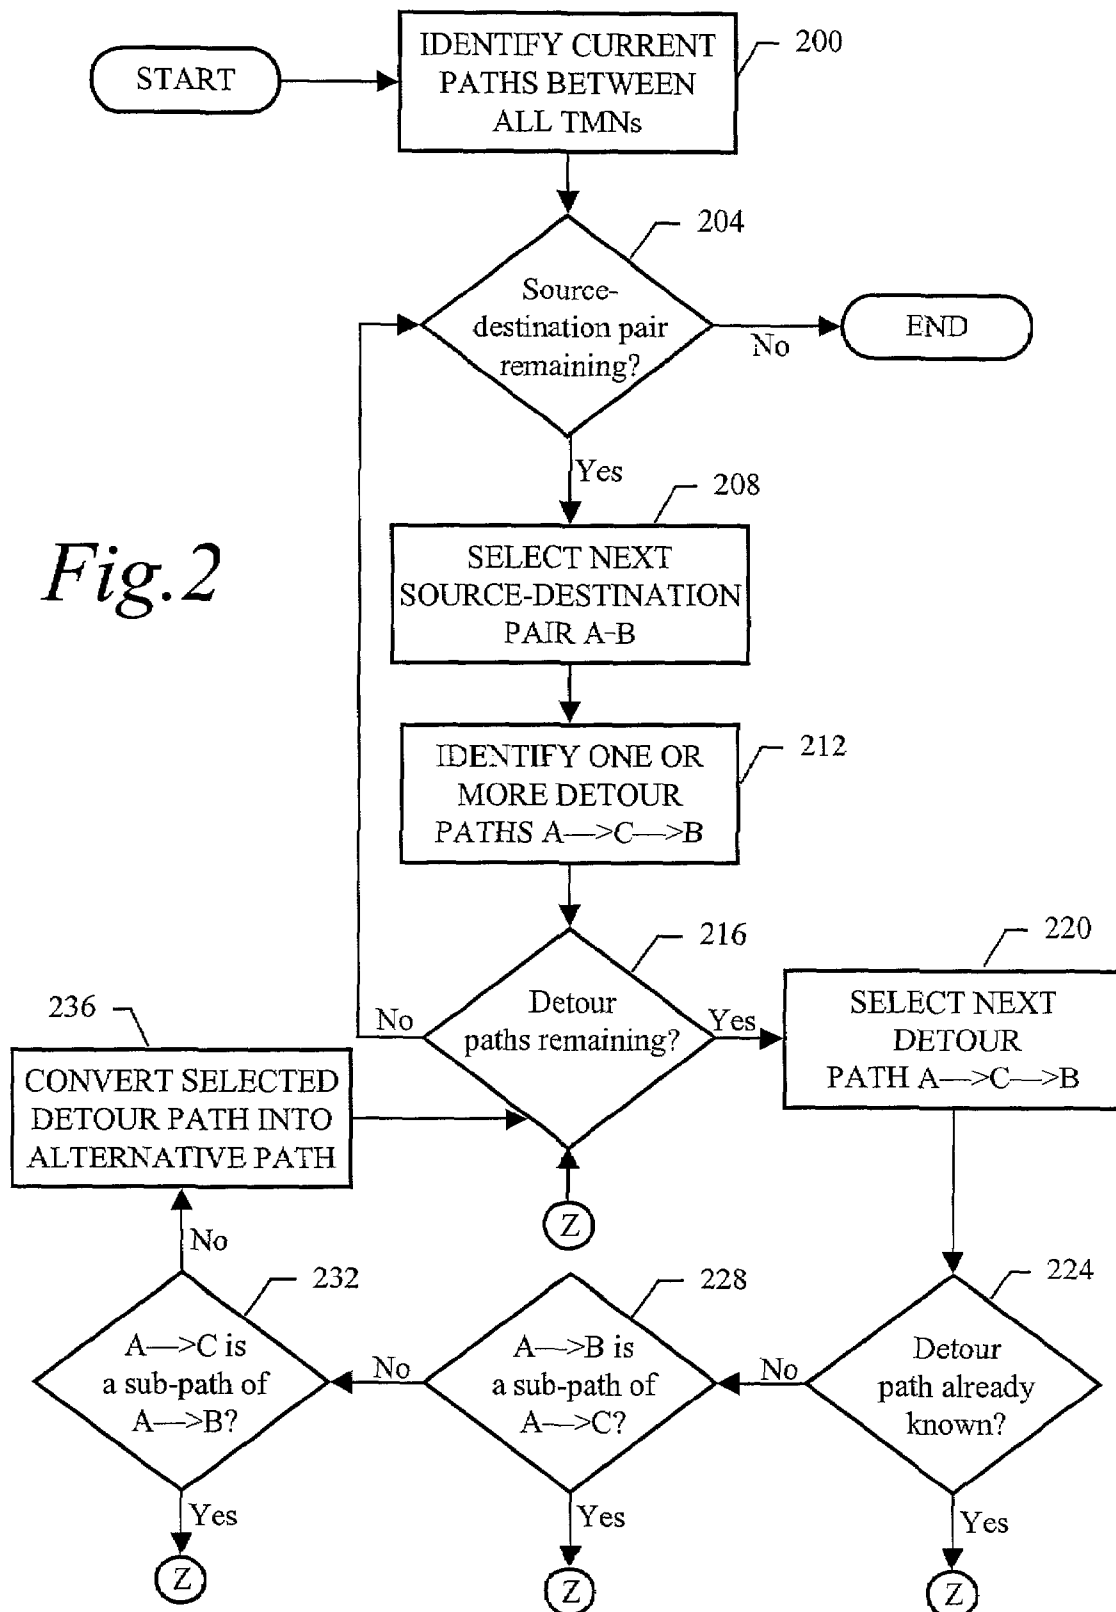 START
IDENTIFY CURRENT
PATHS BETWEEN
ALL TMNs
200
204
Source-
destination pair
remaining?
No
END
Yes
208
SELECT NEXT
SOURCE-DESTINATION
PAIR A-B
Fig.2
212
IDENTIFY ONE OR
MORE DETOUR
PATHS A—>C—>B
216
Detour
paths remaining?
No
Yes
220
SELECT NEXT
DETOUR
PATH A—>C—>B
236
CONVERT SELECTED
DETOUR PATH INTO
ALTERNATIVE PATH
Z
No
232
A—>C is
a sub-path of
A—>B?
No
228
A—>B is
a sub-path of
A—>C?
No
224
Detour
path already
known?
Yes
Yes
Yes
Z
Z
Z